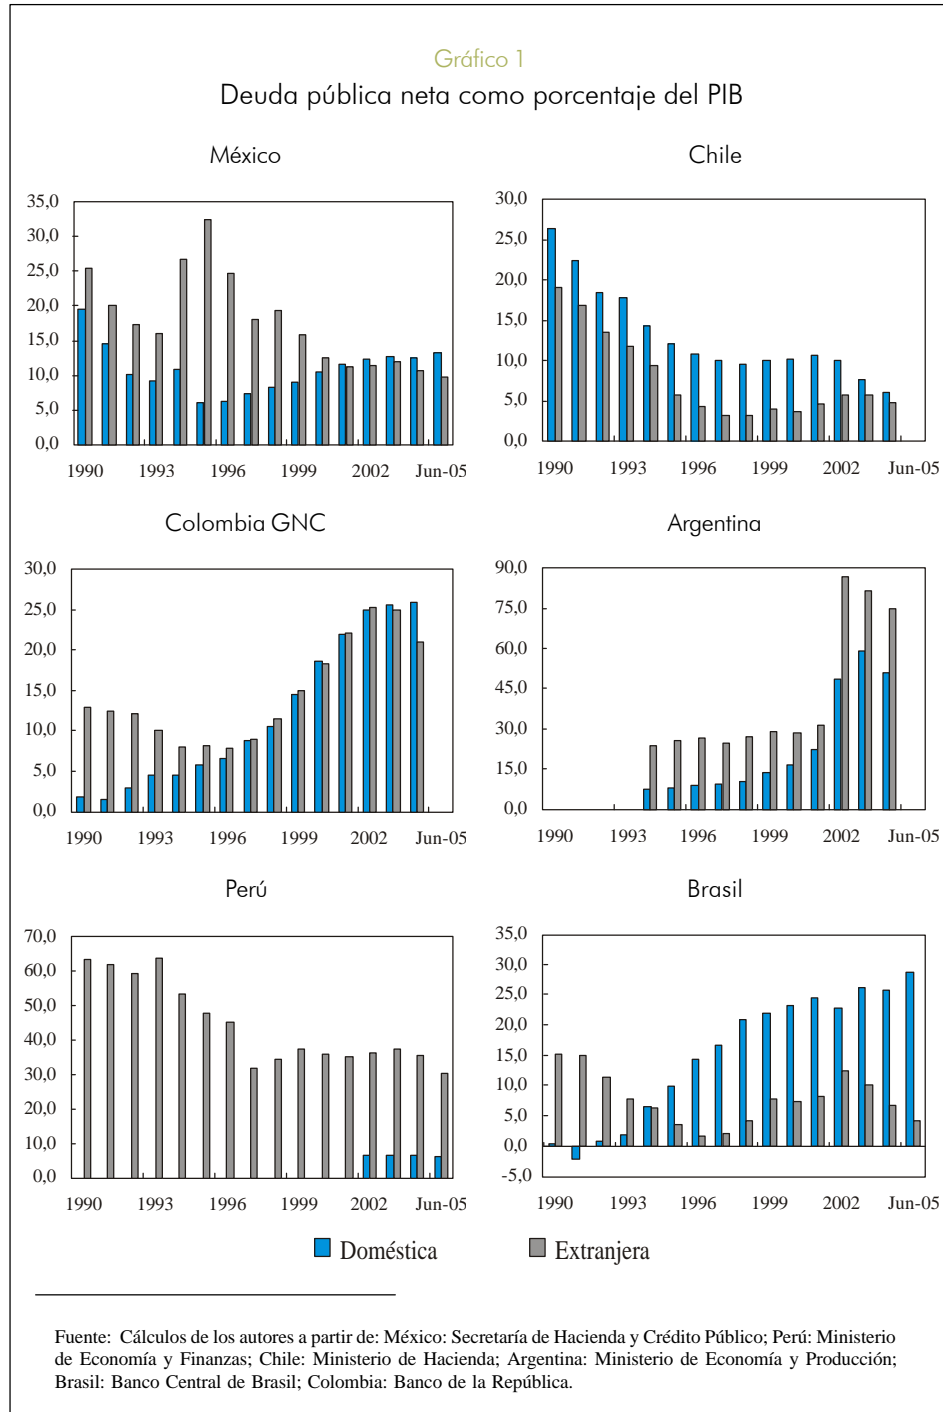 Gráfico 1
Deuda pública neta como porcentaje del PIB
México
35,0
30,0
25,0
20,0
15,0
10,0
5,0
0,0
1990 1993 1996 1999 2002 Jun-05
Chile
30,0
25,0
20,0
15,0
10,0
5,0
0,0
1990 1993 1996 1999 2002 Jun-05
Colombia GNC
30,0
25,0
20,0
15,0
10,0
5,0
0,0
1990 1993 1996 1999 2002 Jun-05
Argentina
90,0
75,0
60,0
45,0
30,0
15,0
0,0
1990 1993 1996 1999 2002 Jun-05
Perú
70,0
60,0
50,0
40,0
30,0
20,0
10,0
0,0
1990 1993 1996 1999 2002 Jun-05
Brasil
35,0
30,0
25,0
20,0
15,0
10,0
5,0
0,0
-5,0
1990 1993 1996 1999 2002 Jun-05
Doméstica Extranjera
Fuente: Cálculos de los autores a partir de: México: Secretaría de Hacienda y Crédito Público; Perú: Ministerio
de Economía y Finanzas; Chile: Ministerio de Hacienda; Argentina: Ministerio de Economía y Producción;
Brasil: Banco Central de Brasil; Colombia: Banco de la República.